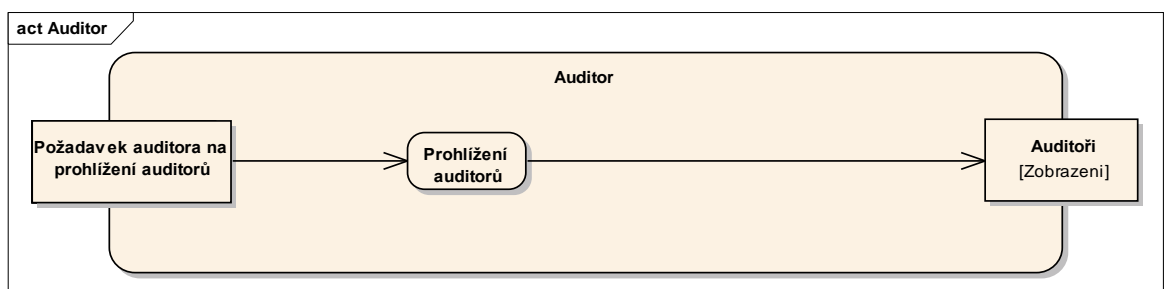 act Auditor
Auditor
Požadavek auditora na
prohlížení auditorů
Prohlížení
auditorů
Auditoři
[Zobrazeni]